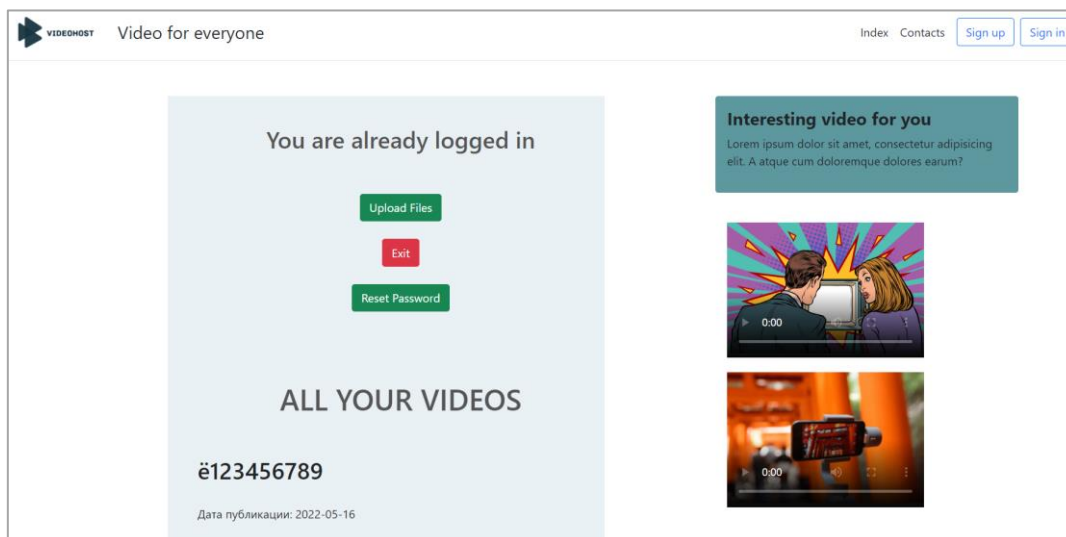 VIDEOHOST
Video for everyone
Index Contacts Sign up Sign in
You are already logged in
Upload Files
Exit
Reset Password
ALL YOUR VIDEOS
ё123456789
Дата публикации: 2022-05-16
Interesting video for you
Lorem ipsum dolor sit amet, consectetur adipisicing
elit. A atque cum doloremque dolores earum?
0:00
0:00